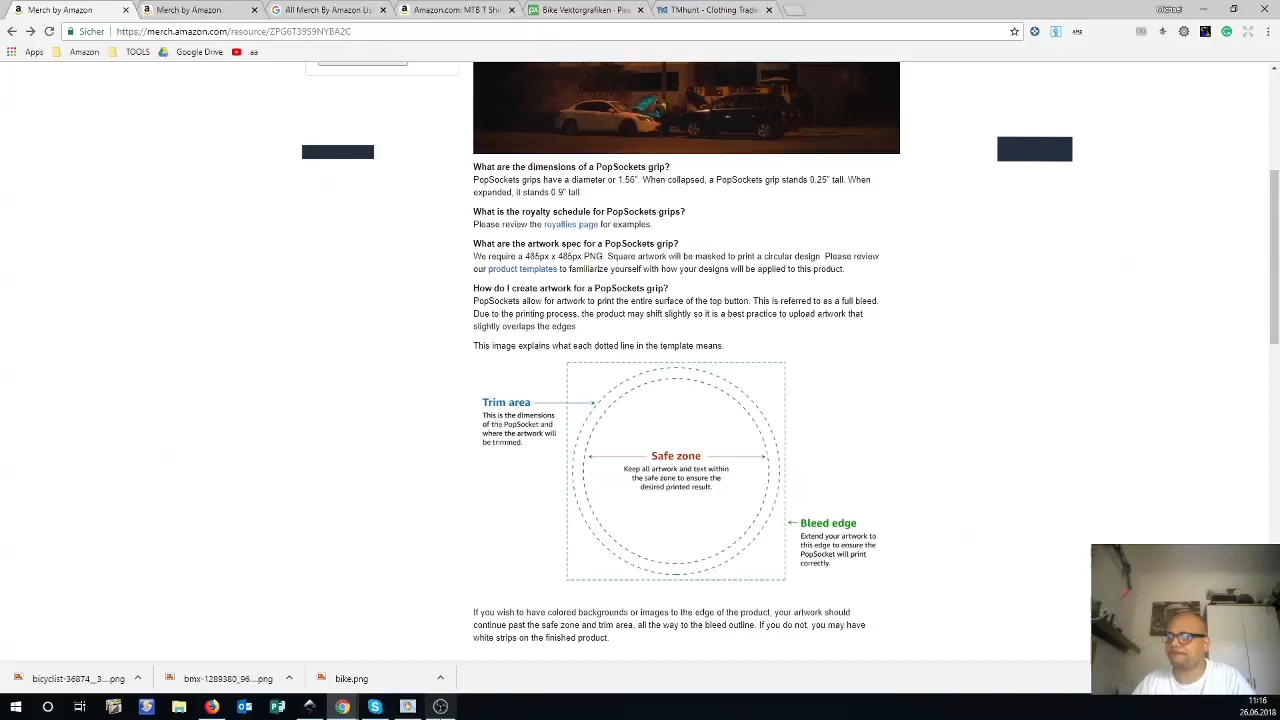 Merch by Amazon
Merch by Amazon
All Merch By Amazon Us
Amazon.com: MTB T Shi
Bike Vektorgrafiken - Pixa
TMhunt - Clothing Trader
Sicher
https://merch.amazon.com/resource/ZPG6T39S9NYBA2C
Apps
Amazon
TOOLS
Google Drive
aa
What are the dimensions of a PopSockets grip?
PopSockets grips have a diameter or 1.56". When collapsed, a PopSockets grip stands 0.25" tall. When
expanded, it stands 0.9" tall.
What is the royalty schedule for PopSockets grips?
Please review the royalties page for examples.
What are the artwork spec for a PopSockets grip?
We require a 485px x 485px PNG. Square artwork will be masked to print a circular design. Please review
our product templates to familiarize yourself with how your designs will be applied to this product.
How do I create artwork for a PopSockets grip?
PopSockets allow for artwork to print the entire surface of the top button. This is referred to as a full bleed.
Due to the printing process, the product may shift slightly so it is a best practice to upload artwork that
slightly overlaps the edges.
This image explains what each dotted line in the template means.
Trim area
This is the dimensions
of the PopSocket and
where the artwork will
be trimmed.
Safe zone
Keep all artwork and text within
the safe zone to ensure the
desired printed result.
Bleed edge
Extend your artwork to
this edge to ensure the
PopSocket will print
correctly.
If you wish to have colored backgrounds or images to the edge of the product, your artwork should
continue past the safe zone and trim area, all the way to the bleed outline. If you do not, you may have
white strips on the finished product.
bicyclist-36874__3....png
bmx-1289380_96....png
bike.png
11:16
26.06.2018